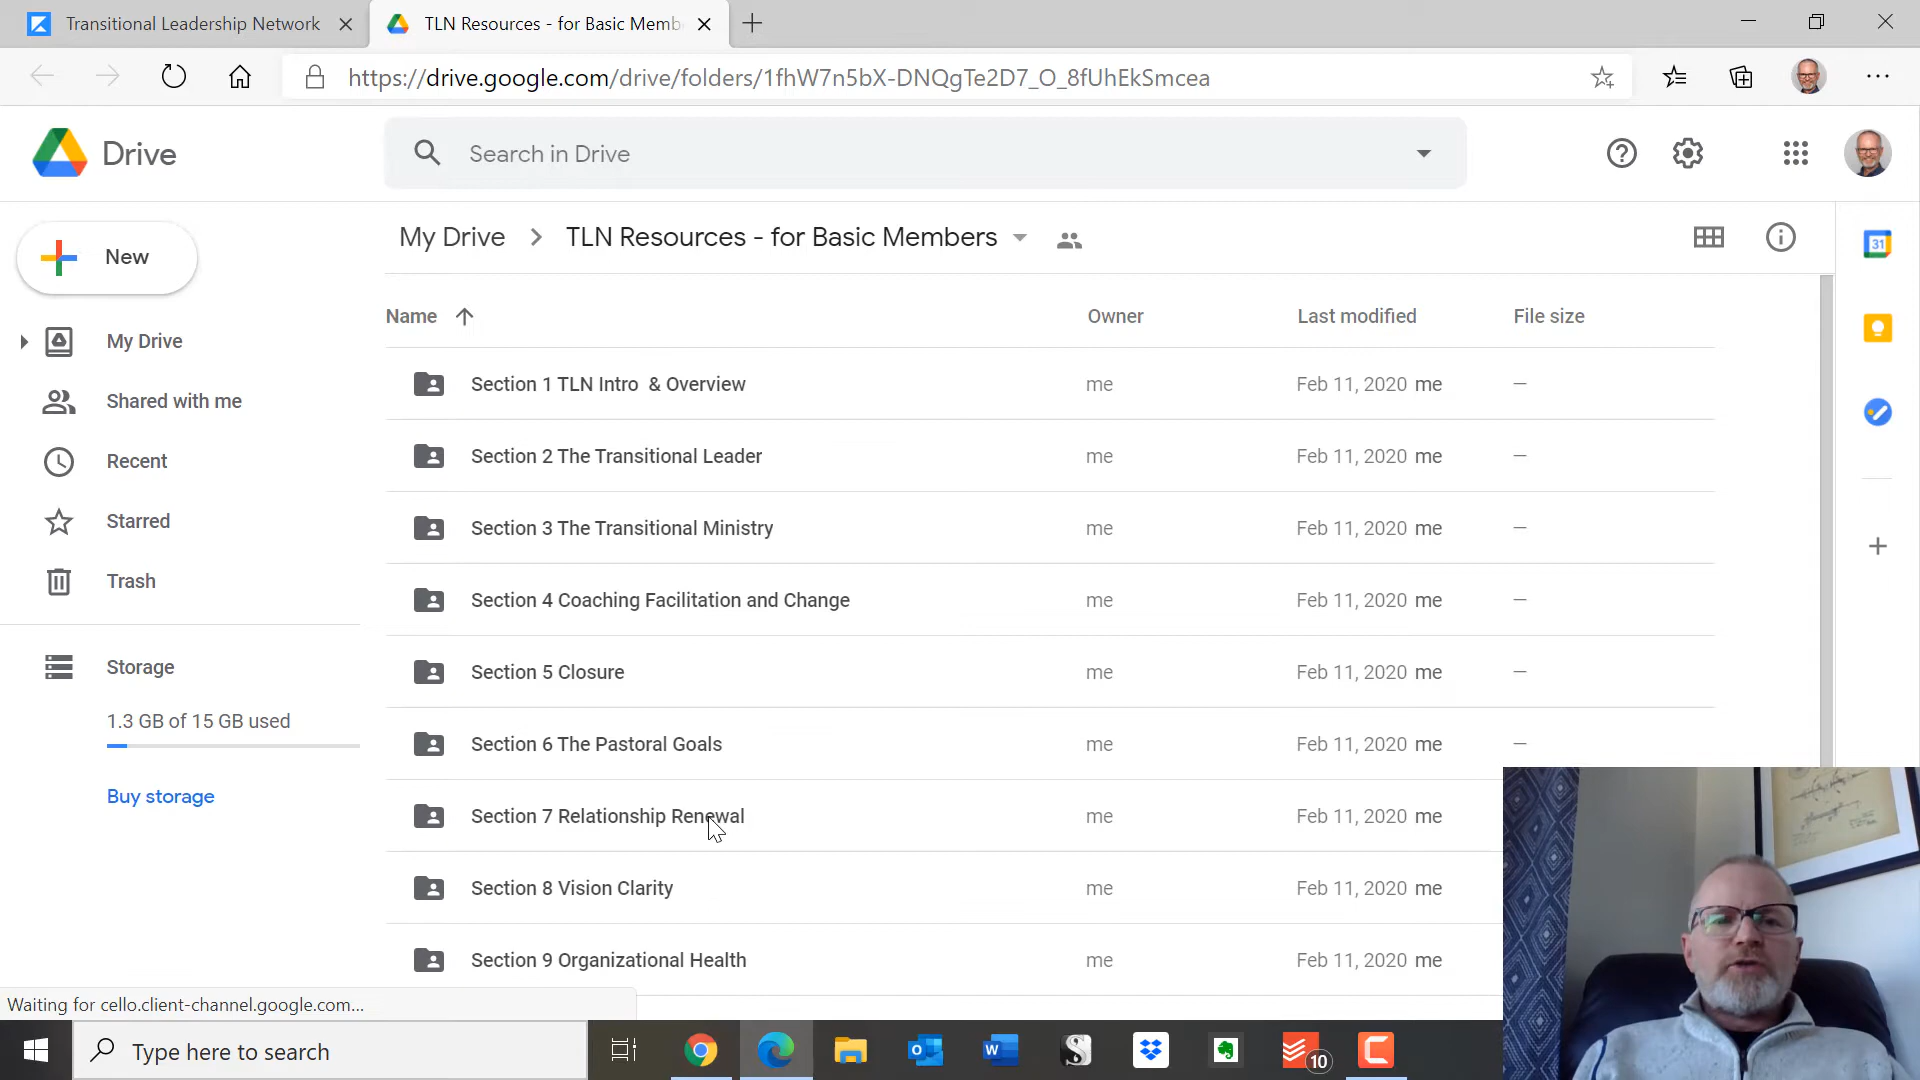 Transitional Leadership Network
TLN Resources - for Basic Memb
https://drive.google.com/drive/folders/1fhW7n5bX-DNQgTe2D7_O_8fUhEkSmcea
Drive
Search in Drive
New
My Drive
Shared with me
Recent
Starred
Trash
Storage
1.3 GB of 15 GB used
Buy storage
My Drive > TLN Resources - for Basic Members
31
Name Owner Last modified File size
Section 1 TLN Intro & Overview me Feb 11, 2020 me –
Section 2 The Transitional Leader me Feb 11, 2020 me –
Section 3 The Transitional Ministry me Feb 11, 2020 me –
Section 4 Coaching Facilitation and Change me Feb 11, 2020 me –
Section 5 Closure me Feb 11, 2020 me –
Section 6 The Pastoral Goals me Feb 11, 2020 me –
Section 7 Relationship Renewal me Feb 11, 2020 me
Section 8 Vision Clarity me Feb 11, 2020 me
Section 9 Organizational Health me Feb 11, 2020 me
Waiting for cello.client-channel.google.com...
Type here to search
10